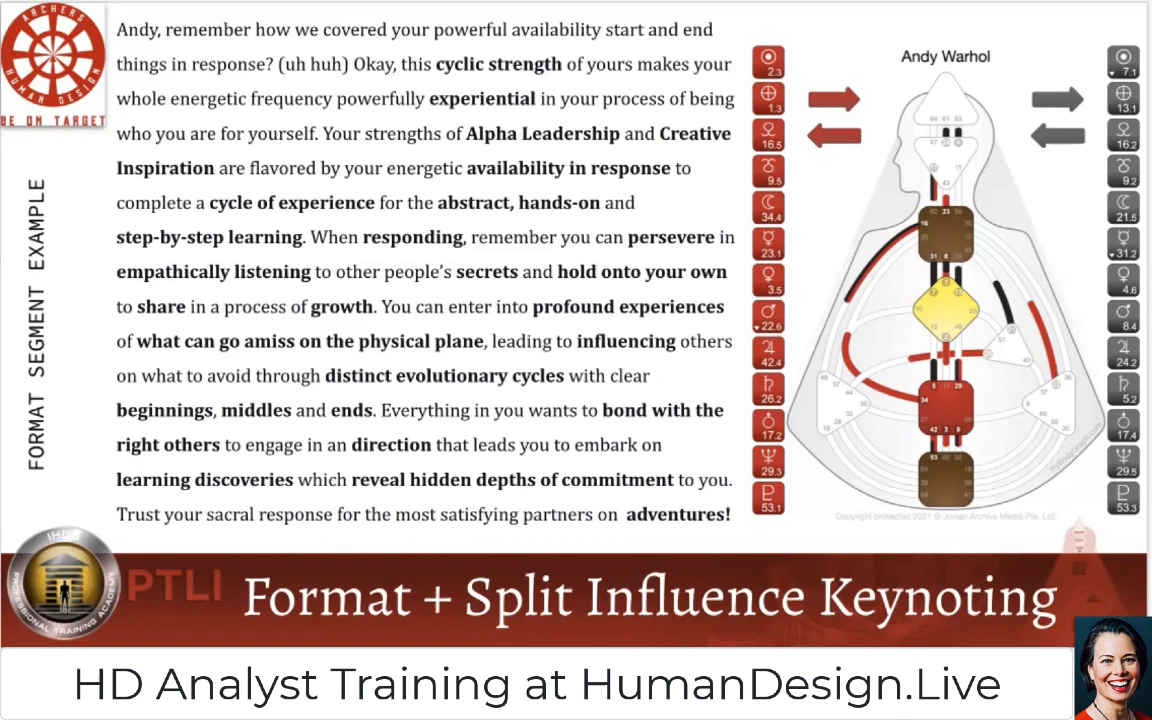 ARCHERS
HUMAN DESIGN
BE ON TARGET
FORMAT SEGMENT EXAMPLE
Andy, remember how we covered your powerful availability start and end
things in response? (uh huh) Okay, this cyclic strength of yours makes your
whole energetic frequency powerfully experiential in your process of being
who you are for yourself. Your strengths of Alpha Leadership and Creative
Inspiration are flavored by your energetic availability in response to
complete a cycle of experience for the abstract, hands-on and
step-by-step learning. When responding, remember you can persevere in
empathically listening to other people's secrets and hold onto your own
to share in a process of growth. You can enter into profound experiences
of what can go amiss on the physical plane, leading to influencing others
on what to avoid through distinct evolutionary cycles with clear
beginnings, middles and ends. Everything in you wants to bond with the
right others to engage in an direction that leads you to embark on
learning discoveries which reveal hidden depths of commitment to you.
Trust your sacral response for the most satisfying partners on adventures!
2.3
1.3
16.5
9.5
34.4
23.1
3.5
22.6
42.4
26.2
17.2
29.3
53.1
Andy Warhol
7.1
13.1
16.2
9.2
21.5
31.2
4.6
8.4
24.2
5.2
17.4
29.5
53.3
Copyright protected 2021 © Jovian Archive Media Pte. Ltd.
IHDS
PROFESSIONAL TRAINING ACADEMY
PTLI
Format + Split Influence Keynoting
HD Analyst Training at HumanDesign.Live